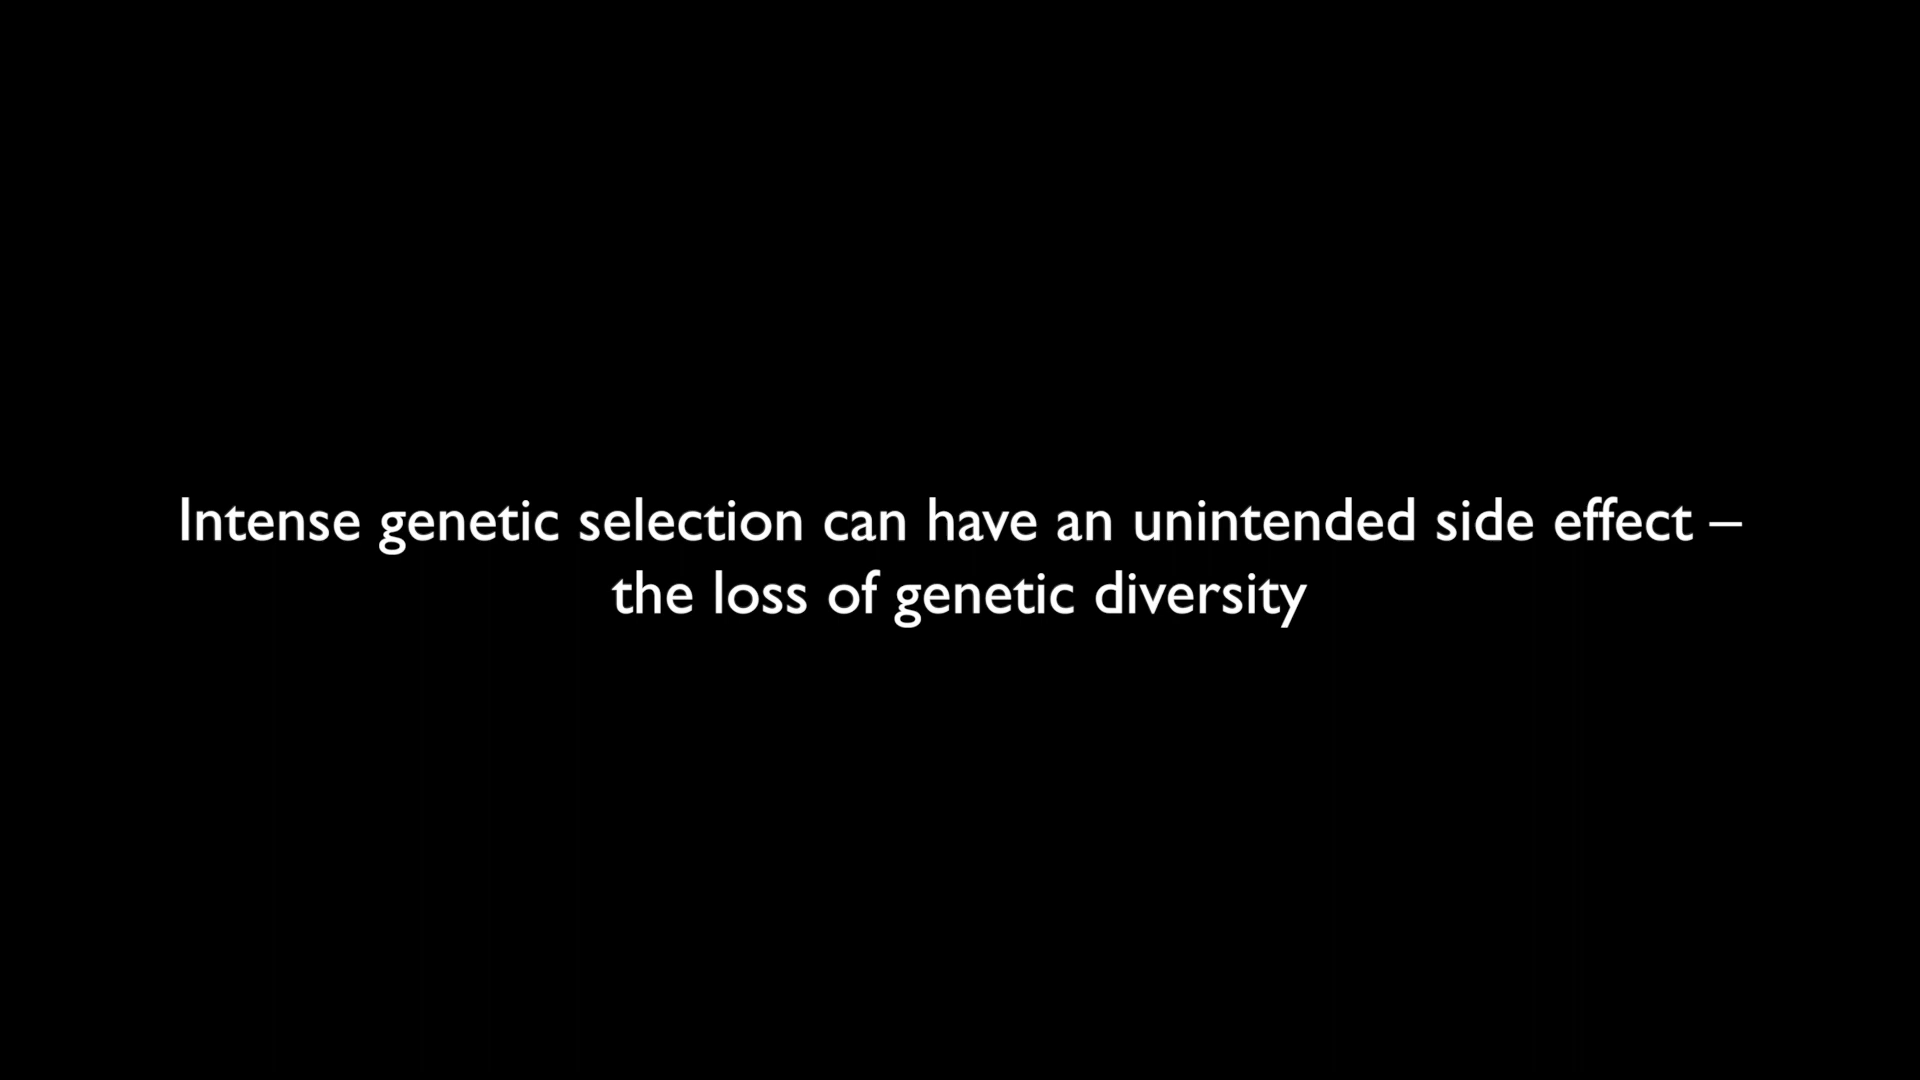 Intense genetic selection can have an unintended side effect –
the loss of genetic diversity